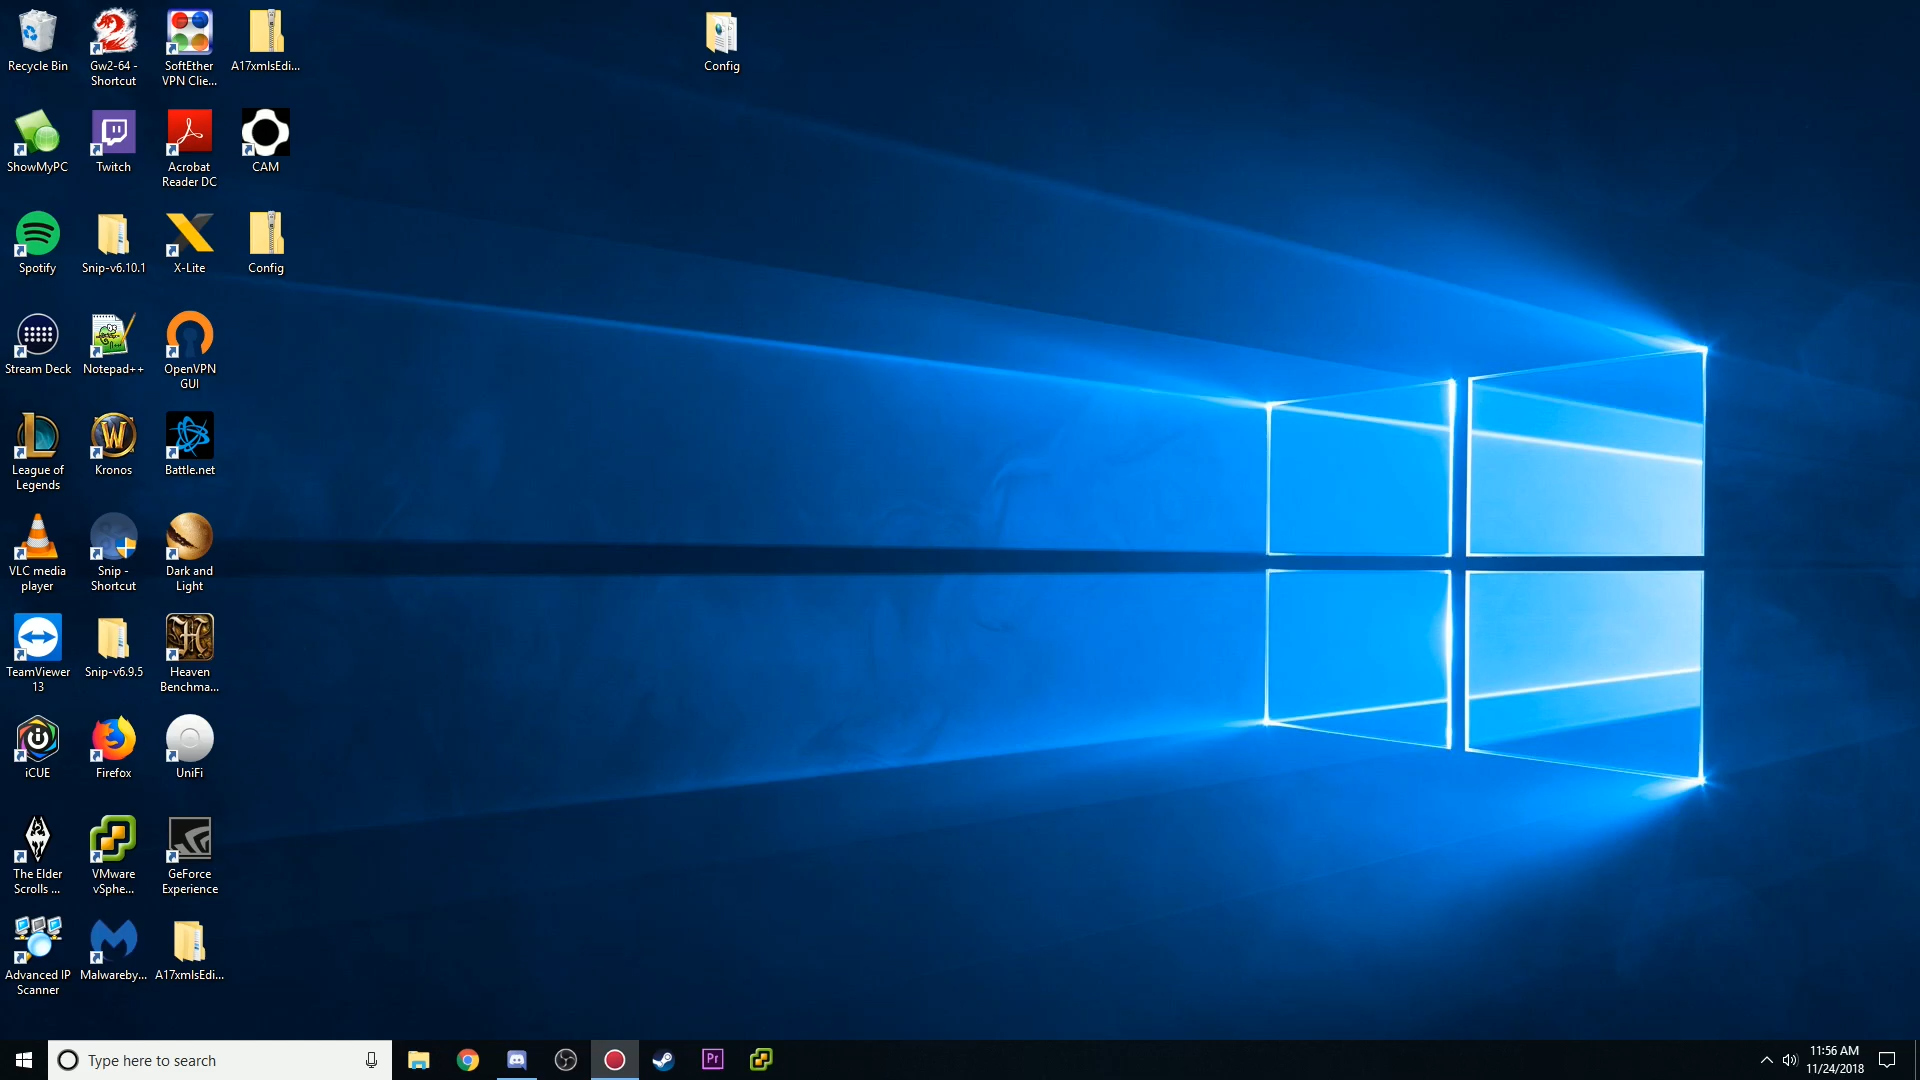 Recycle Bin
Gw2-64 -
Shortcut
SoftEther
VPN Clie...
A17xmlsEdi...
Config
ShowMyPC
Twitch
Acrobat
Reader DC
CAM
Spotify
Snip-v6.10.1
X-Lite
Config
Stream Deck
Notepad++
OpenVPN
GUI
League of
Legends
Kronos
Battle.net
VLC media
player
Snip -
Shortcut
Dark and
Light
TeamViewer
13
Snip-v6.9.5
Heaven
Benchma...
iCUE
Firefox
UniFi
The Elder
Scrolls ...
VMware
vSphe...
GeForce
Experience
Advanced IP
Scanner
Malwareby...
A17xmlsEdi...
Type here to search
Pr
11:56 AM
11/24/2018